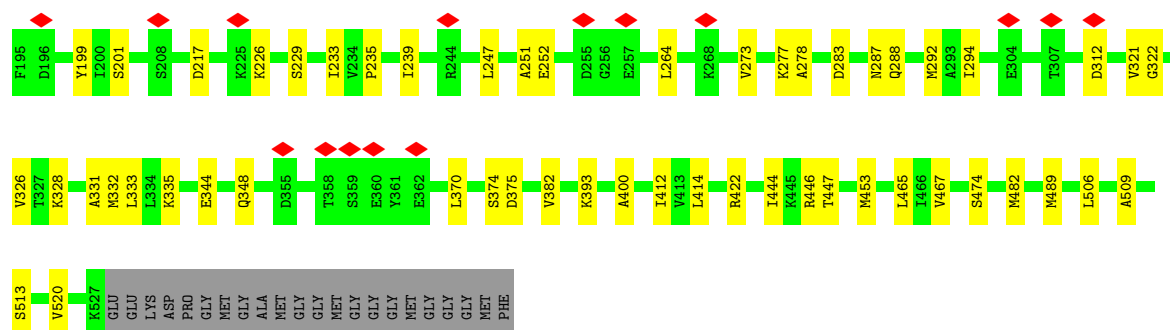 F195 D196 Y199 I200 S201 S208 D217 K225 K226 S229 I233 V234 P235 I239 R244 L247 A251 E252 D255 G256 E257 L264 K268 V273 K277 A278 D283 N287 Q288 M292 A293 I294 E304 T307 D312 V321 G322
V326 T327 K328 A331 M332 L333 L334 K335 E344 Q348 D355 T358 S359 E360 Y361 E362 L370 S374 D375 V382 K393 A400 I412 V413 L414 R422 I444 K445 R446 T447 M453 L465 I466 V467 S474 M482 M489 L506 A509
S513 V520 K527 GLU GLU LYS ASP PRO GLY MET GLY ALA MET GLY GLY MET GLY GLY GLY MET GLY GLY GLY MET PHE